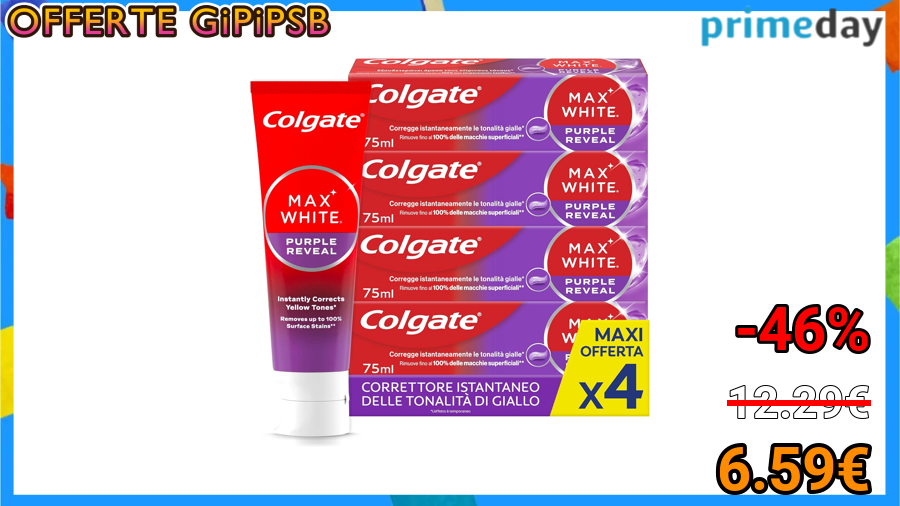 OFFERTE GiPiPSB
primeday
Colgate®
MAX
WHITE®
PURPLE
REVEAL
Instantly Corrects
Yellow Tones*
Removes up to 100%
Surface Stains**
Colgate®
MAX
WHITE®
PURPLE
REVEAL
Corregge istantaneamente le tonalità gialle*
Rimuove fino al 100% delle macchie superficiali**
75ml
Colgate®
MAX
WHITE®
PURPLE
REVEAL
Corregge istantaneamente le tonalità gialle*
Rimuove fino al 100% delle macchie superficiali**
75ml
Colgate®
MAX
WHITE®
PURPLE
REVEAL
Corregge istantaneamente le tonalità gialle*
Rimuove fino al 100% delle macchie superficiali**
75ml
Colgate®
Corregge istantaneamente le tonalità gialle*
Rimuove fino al 100% delle macchie superficiali**
75ml
MAXI
OFFERTA
x4
CORRETTORE ISTANTANEO
DELLE TONALITÀ DI GIALLO
*L'effetto è temporaneo
-46%
12.29€
6.59€